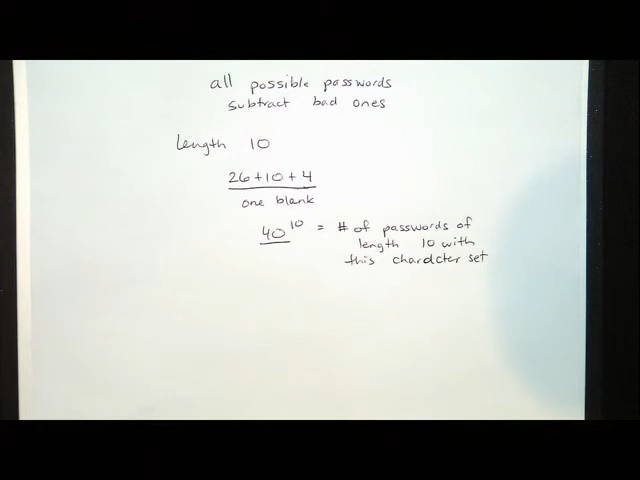 all possible passwords
subtract bad ones
length 10
26+10+4
one blank
40^10 = # of passwords of
length 10 with
this character set